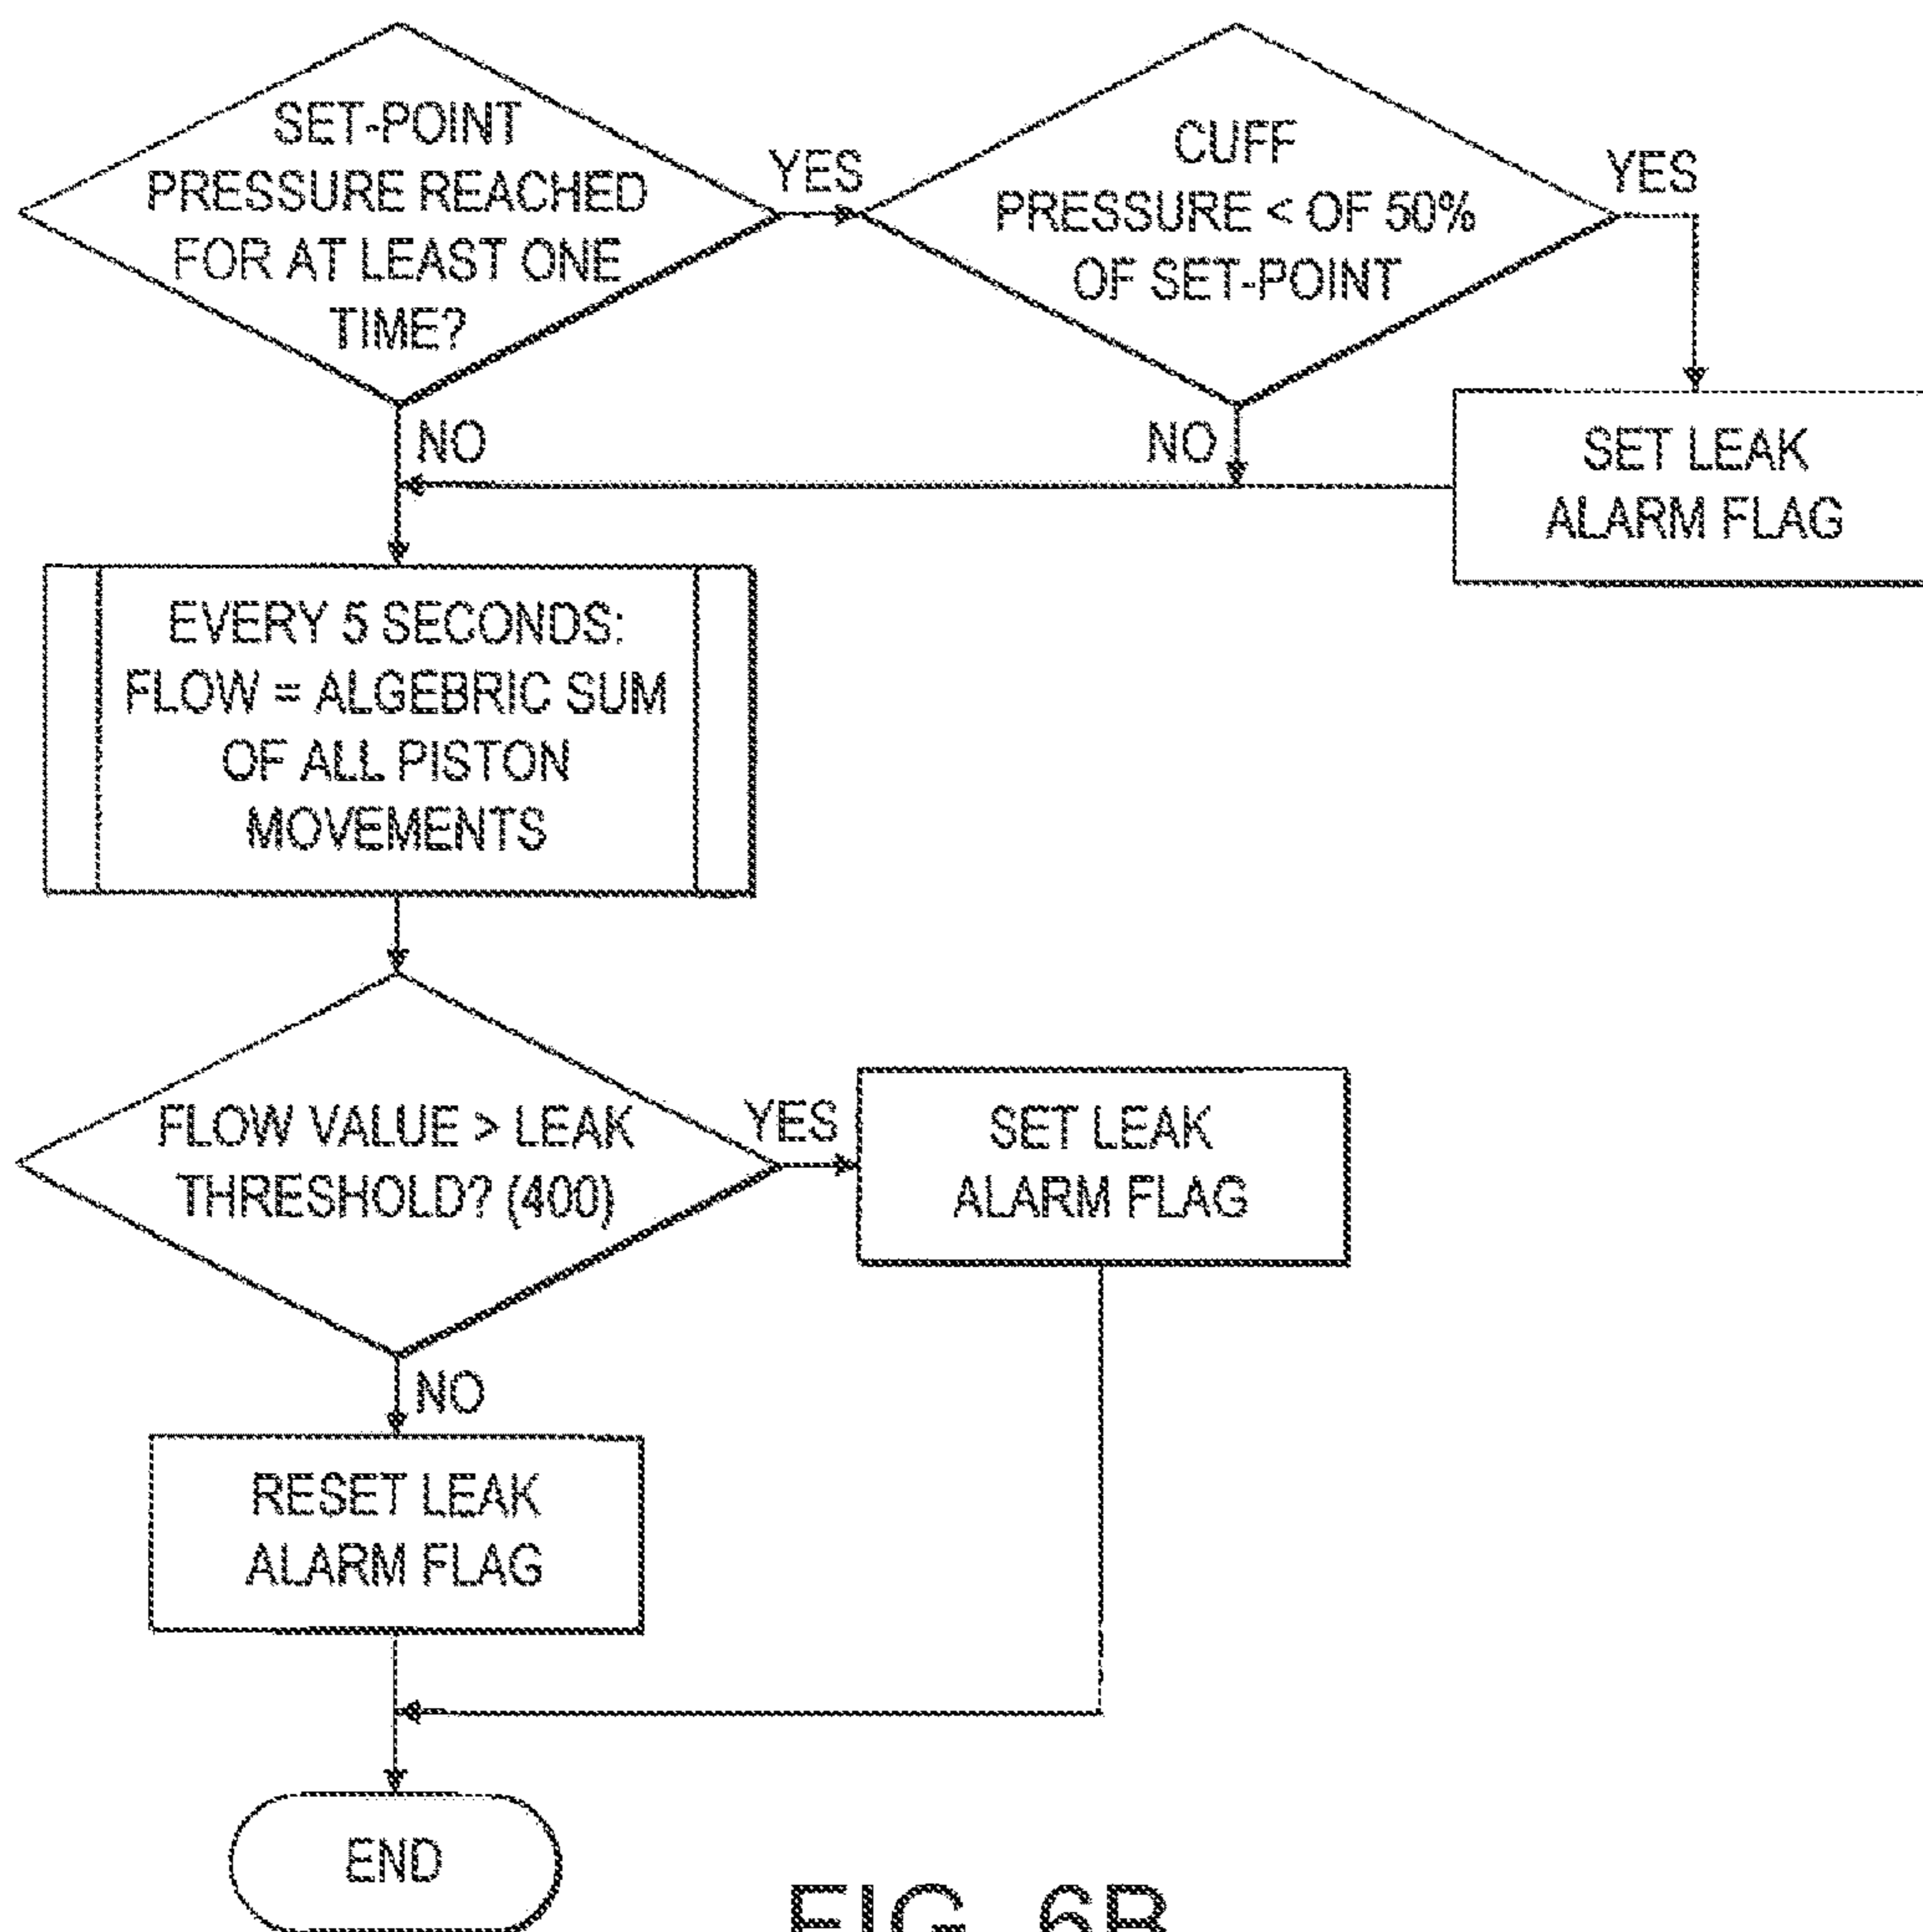 SET-POINT
PRESSURE REACHED
FOR AT LEAST ONE
TIME?
YES
NO
CUFF
PRESSURE < OF 50%
OF SET-POINT
YES
NO
SET LEAK
ALARM FLAG
EVERY 5 SECONDS:
FLOW = ALGEBRIC SUM
OF ALL PISTON
MOVEMENTS
FLOW VALUE > LEAK
THRESHOLD? (400)
YES
NO
SET LEAK
ALARM FLAG
RESET LEAK
ALARM FLAG
END
FIG. 6B